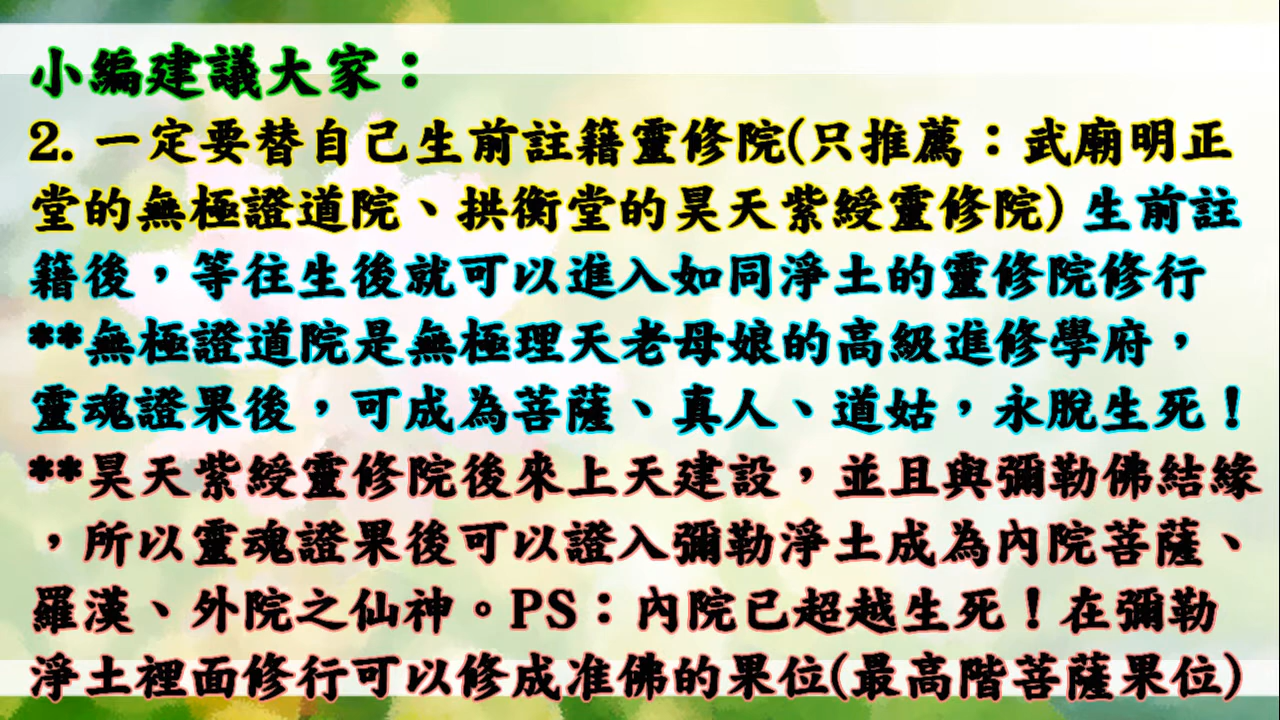 小編建議大家：
2. 一定要替自己生前註籍靈修院(只推薦：武廟明正
堂的無極證道院、拱衡堂的昊天紫綬靈修院) 生前註
籍後，等往生後就可以進入如同淨土的靈修院修行
**無極證道院是無極理天老母娘的高級進修學府，
靈魂證果後，可成為菩薩、真人、道姑，永脫生死！
**昊天紫綬靈修院後來上天建設，並且與彌勒佛結緣
，所以靈魂證果後可以證入彌勒淨土成為內院菩薩、
羅漢、外院之仙神。PS：內院已超越生死！在彌勒
淨土裡面修行可以修成准佛的果位(最高階菩薩果位)